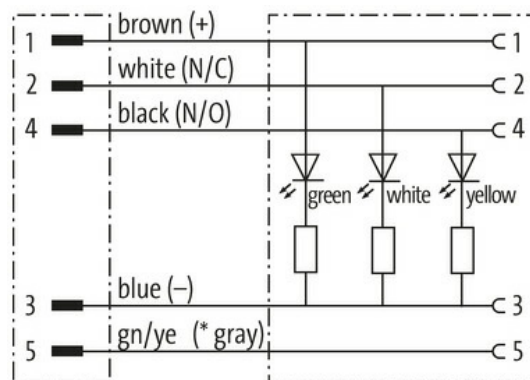 1 brown (+) 1
2 white (N/C) 2
4 black (N/O) 4
green white yellow
3 blue (–) 3
5 gn/ye (* gray) 5